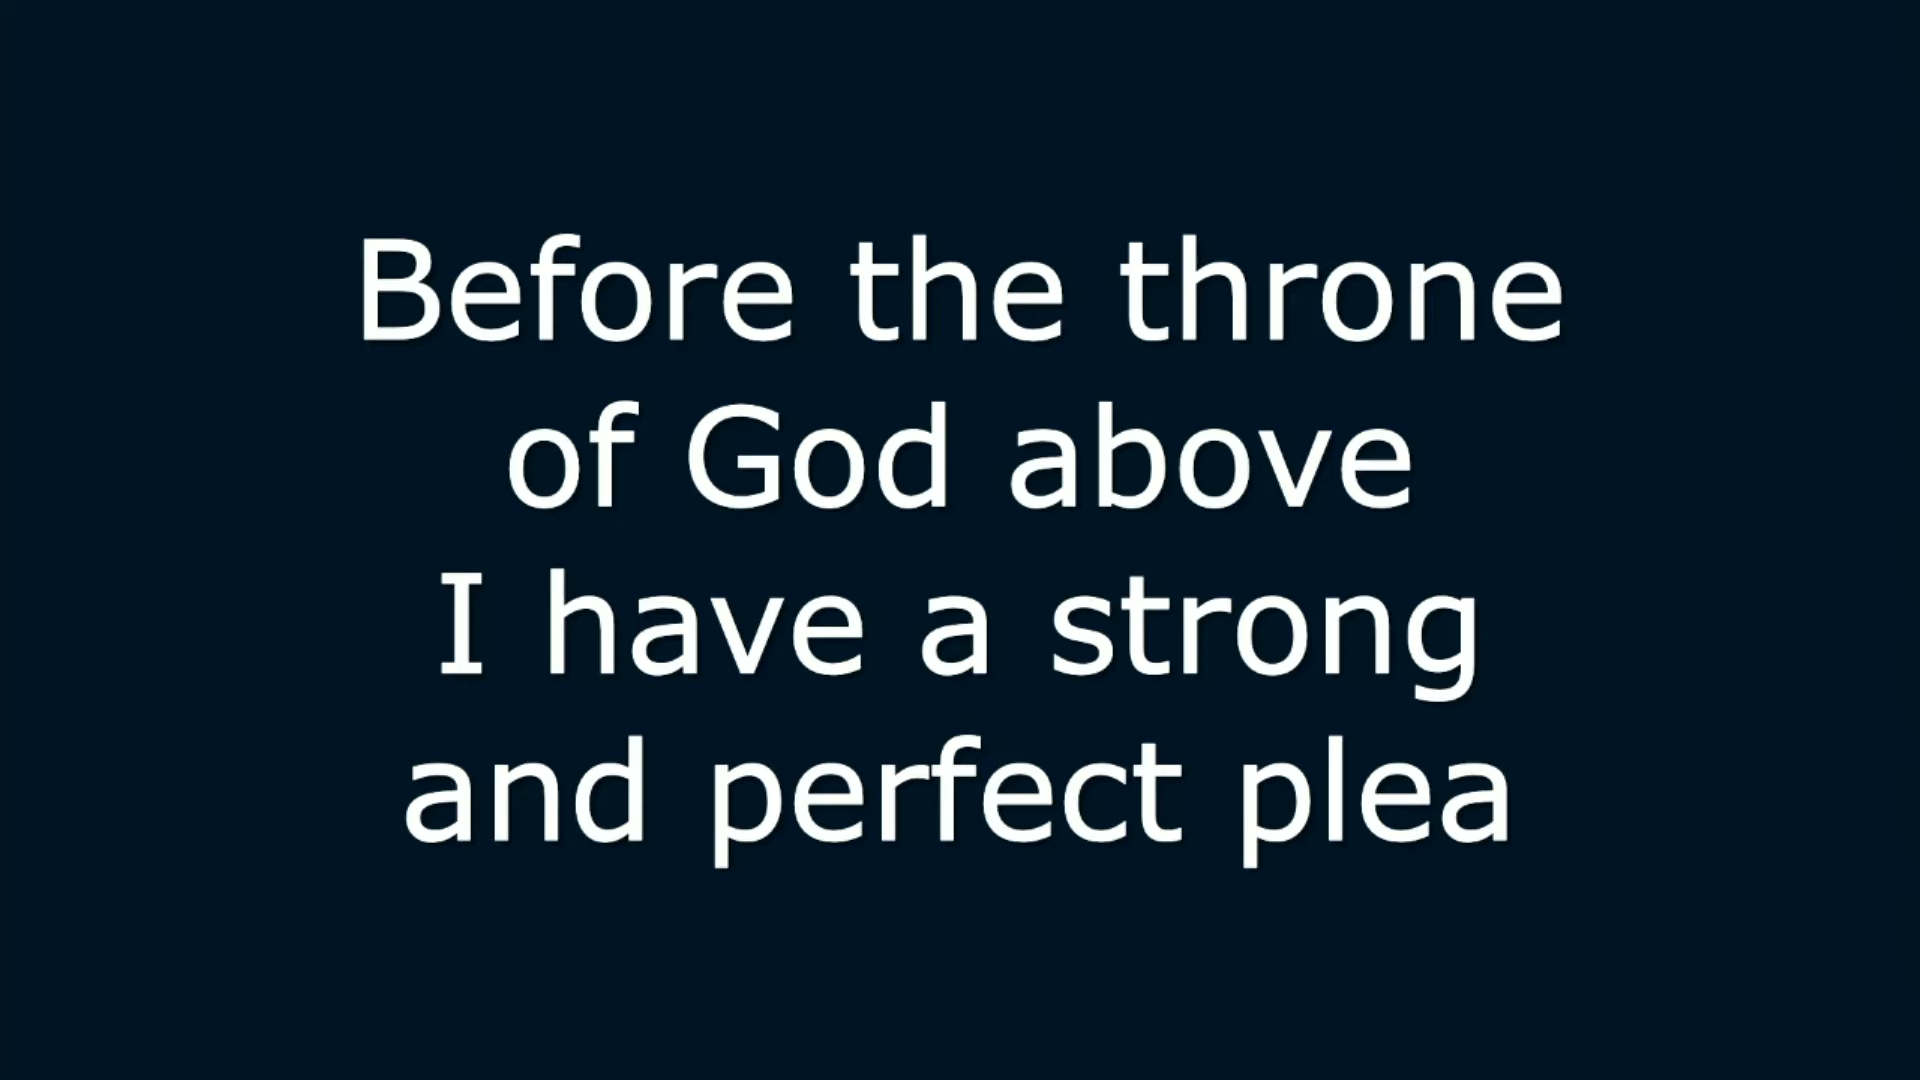 Before the throne
of God above
I have a strong
and perfect plea